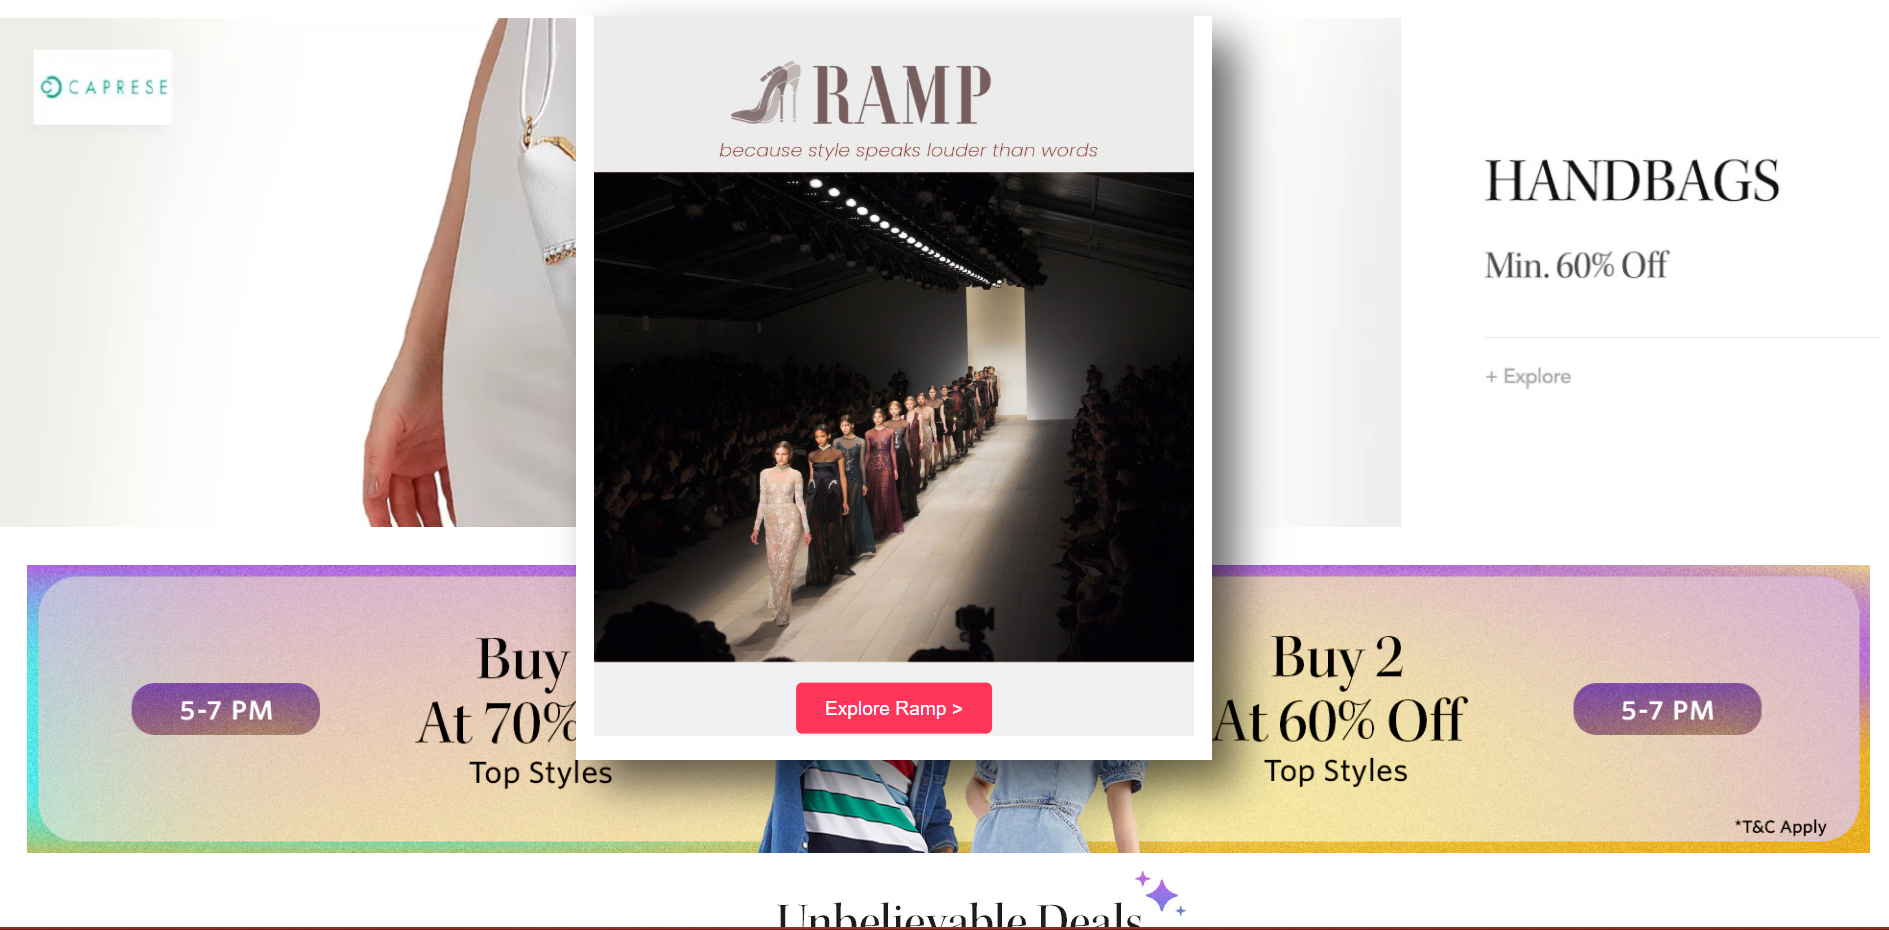 CAPRESE
RAMP
because style speaks louder than words
HANDBAGS
Min. 60% Off
+ Explore
Explore Ramp >
5-7 PM
Buy
At 70%
Top Styles
Buy 2
At 60% Off
Top Styles
5-7 PM
*T&C Apply
Unbelievable Deals